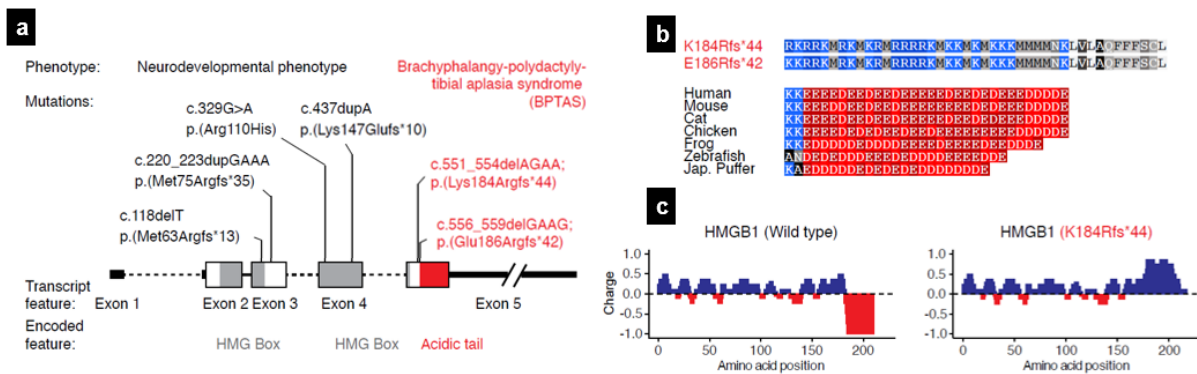 a
Phenotype: Neurodevelopmental phenotype Brachyphalangy-polydactyly-
tibial aplasia syndrome
(BPTAS)
Mutations:
c.329G>A c.437dupA
p.(Arg110His) p.(Lys147Glufs*10)
c.220_223dupGAAA c.551_554delAGAA;
p.(Met75Argfs*35) p.(Lys184Argfs*44)
c.118delT c.556_559delGAAG;
p.(Met63Argfs*13) p.(Glu186Argfs*42)
Transcript
feature: Exon 1 Exon 2 Exon 3 Exon 4 Exon 5
Encoded
feature: HMG Box HMG Box Acidic tail
b
K184Rfs*44 RKRRKMRKMKRMRRRRKMKKMKMKKKMMMMNKLVLAQFFFSCL
E186Rfs*42 RKRRKMRKMKRMRRRRKMKKMKMKKKMMMMNKLVLAQFFFSCL
Human KKEEEEDEEDEEDEEEEEDEEDEDEEEDDDDE
Mouse
Cat
Chicken
Frog
Zebrafish
Jap. Puffer
c
HMGB1 (Wild type) HMGB1 (K184Rfs*44)
Charge
1.0 1.0
0.5 0.5
0.0 0.0
-0.5 -0.5
-1.0 -1.0
0 50 100 150 200 0 50 100 150 200
Amino acid position Amino acid position